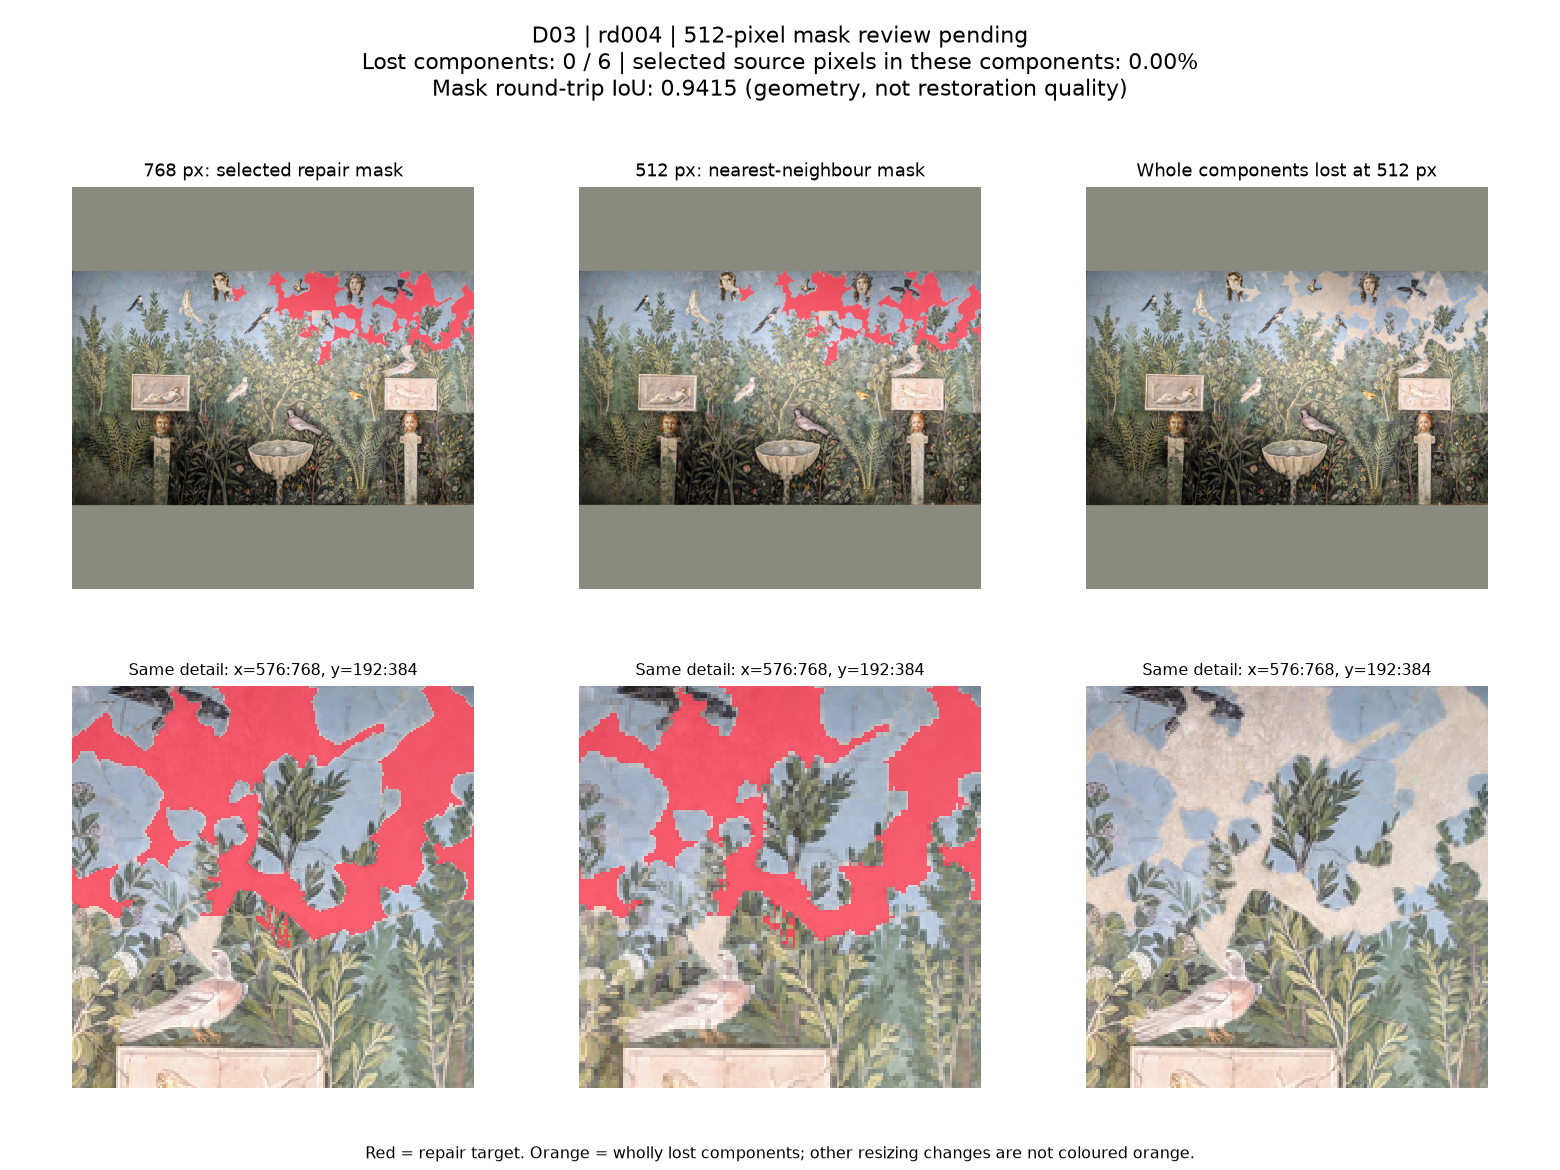 D03 | rd004 | 512-pixel mask review pending
Lost components: 0 / 6 | selected source pixels in these components: 0.00%
Mask round-trip IoU: 0.9415 (geometry, not restoration quality)
768 px: selected repair mask
512 px: nearest-neighbour mask
Whole components lost at 512 px
Same detail: x=576:768, y=192:384
Same detail: x=576:768, y=192:384
Same detail: x=576:768, y=192:384
Red = repair target. Orange = wholly lost components; other resizing changes are not coloured orange.